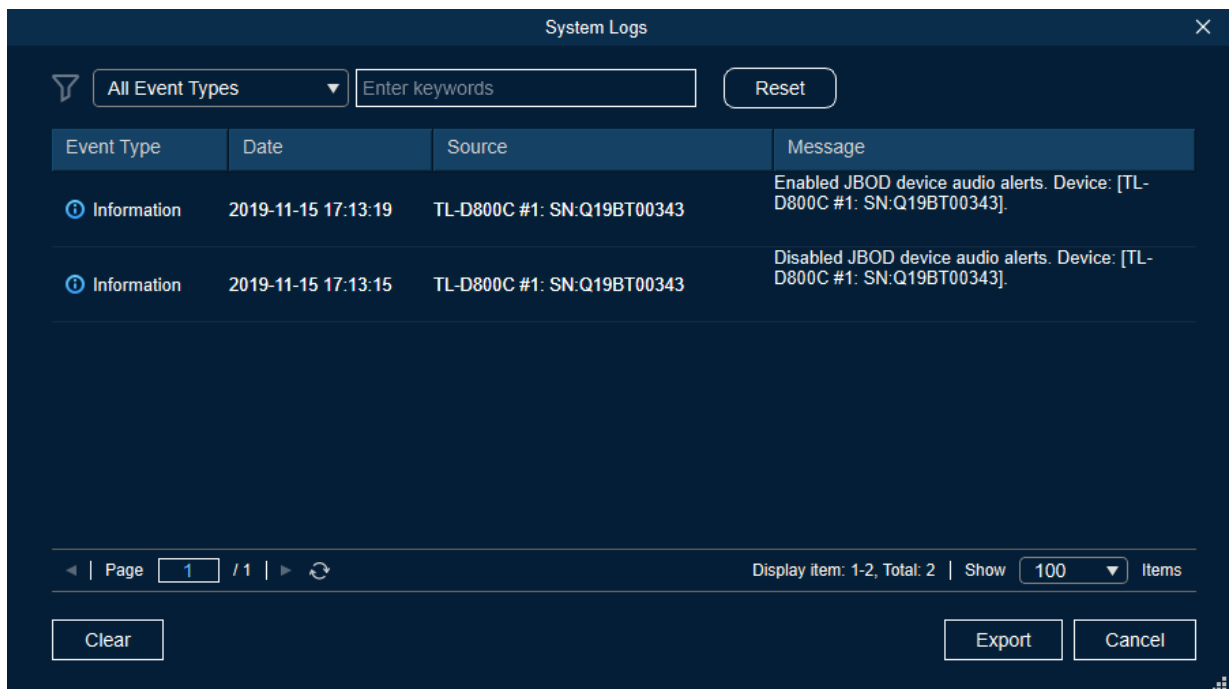 System Logs
All Event Types Enter keywords Reset
Event Type Date Source Message
Information 2019-11-15 17:13:19 TL-D800C #1: SN:Q19BT00343 Enabled JBOD device audio alerts. Device: [TL-
D800C #1: SN:Q19BT00343].
Information 2019-11-15 17:13:15 TL-D800C #1: SN:Q19BT00343 Disabled JBOD device audio alerts. Device: [TL-
D800C #1: SN:Q19BT00343].
Page 1 / 1 Display item: 1-2, Total: 2 | Show 100 Items
Clear Export Cancel